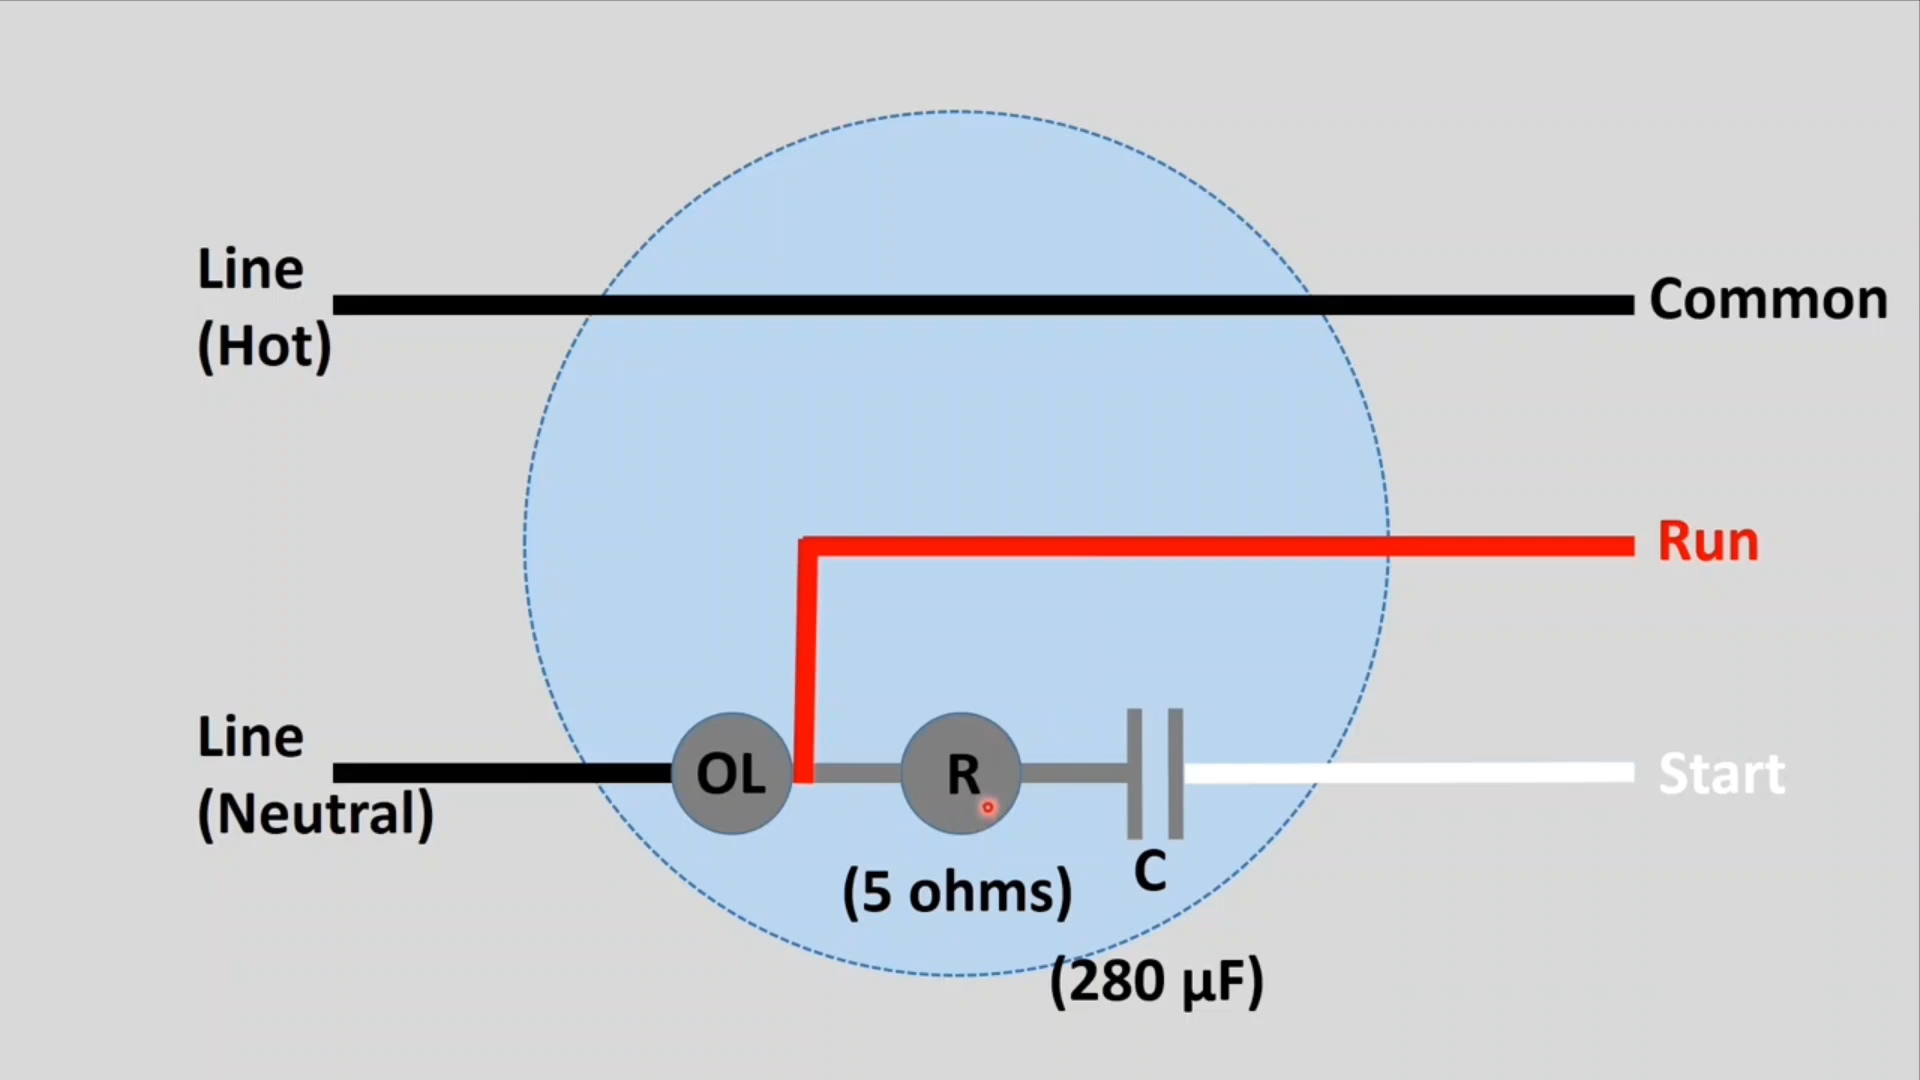 Line
(Hot)
Common
Run
Line
(Neutral)
OL
R
C
Start
(5 ohms)
(280 µF)